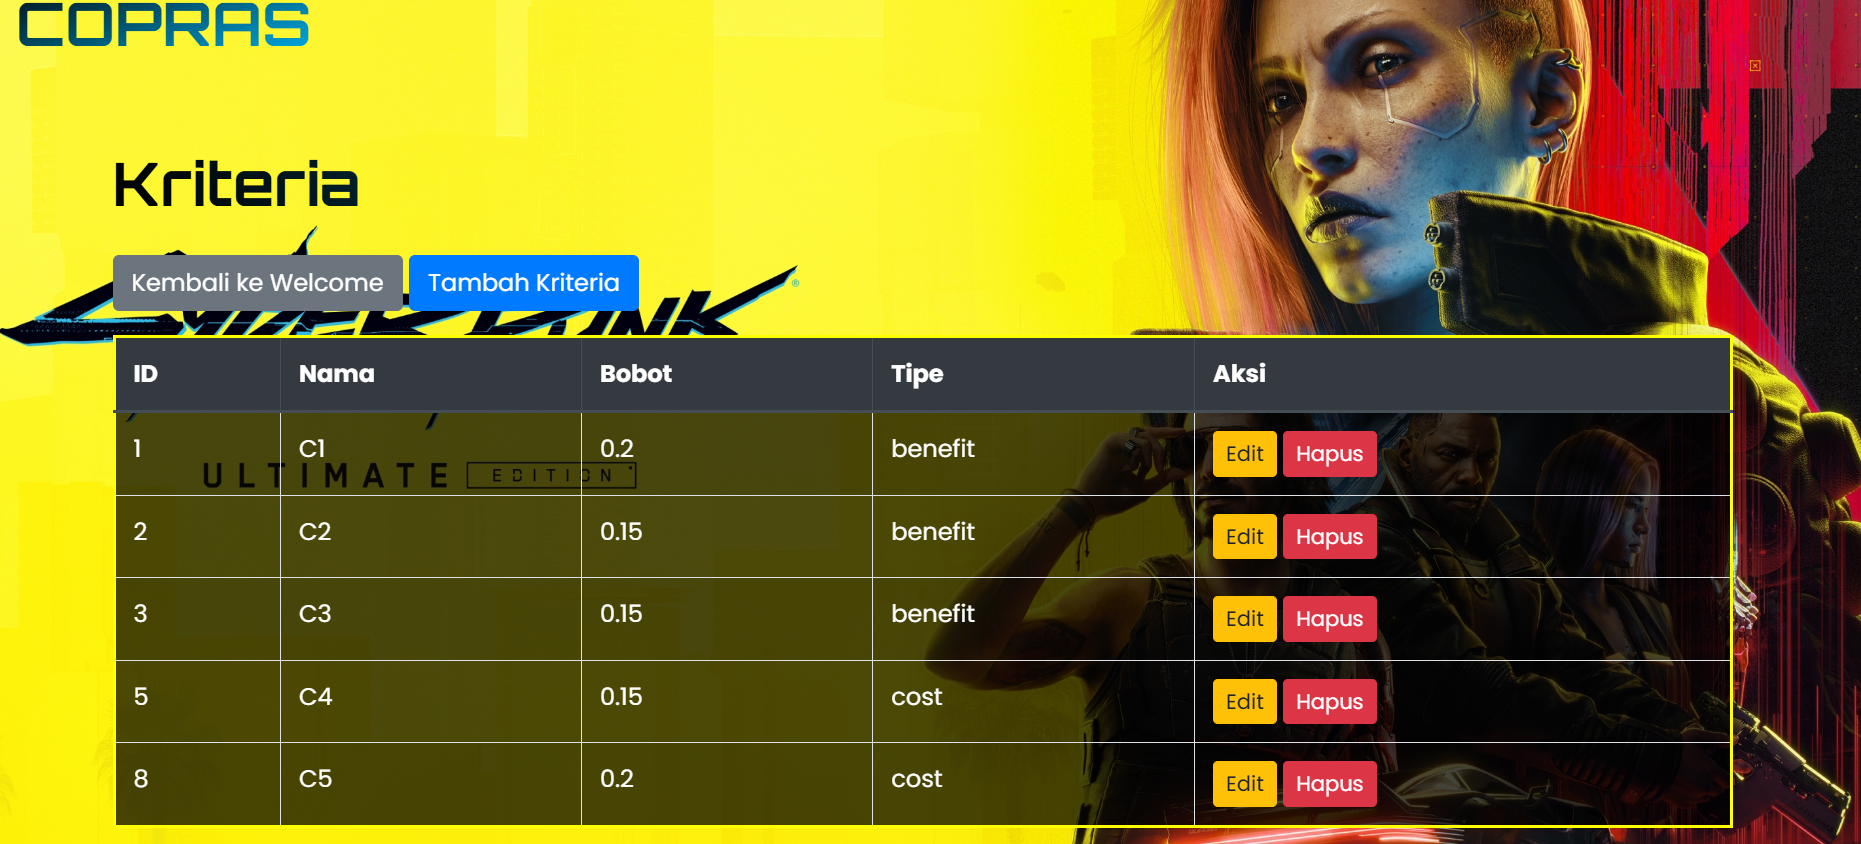 COPRAS
Kriteria
Kembali ke Welcome Tambah Kriteria
ID Nama Bobot Tipe Aksi
1 C1 0.2 benefit Edit Hapus
ULTIMATE EDITION
2 C2 0.15 benefit Edit Hapus
3 C3 0.15 benefit Edit Hapus
5 C4 0.15 cost Edit Hapus
8 C5 0.2 cost Edit Hapus